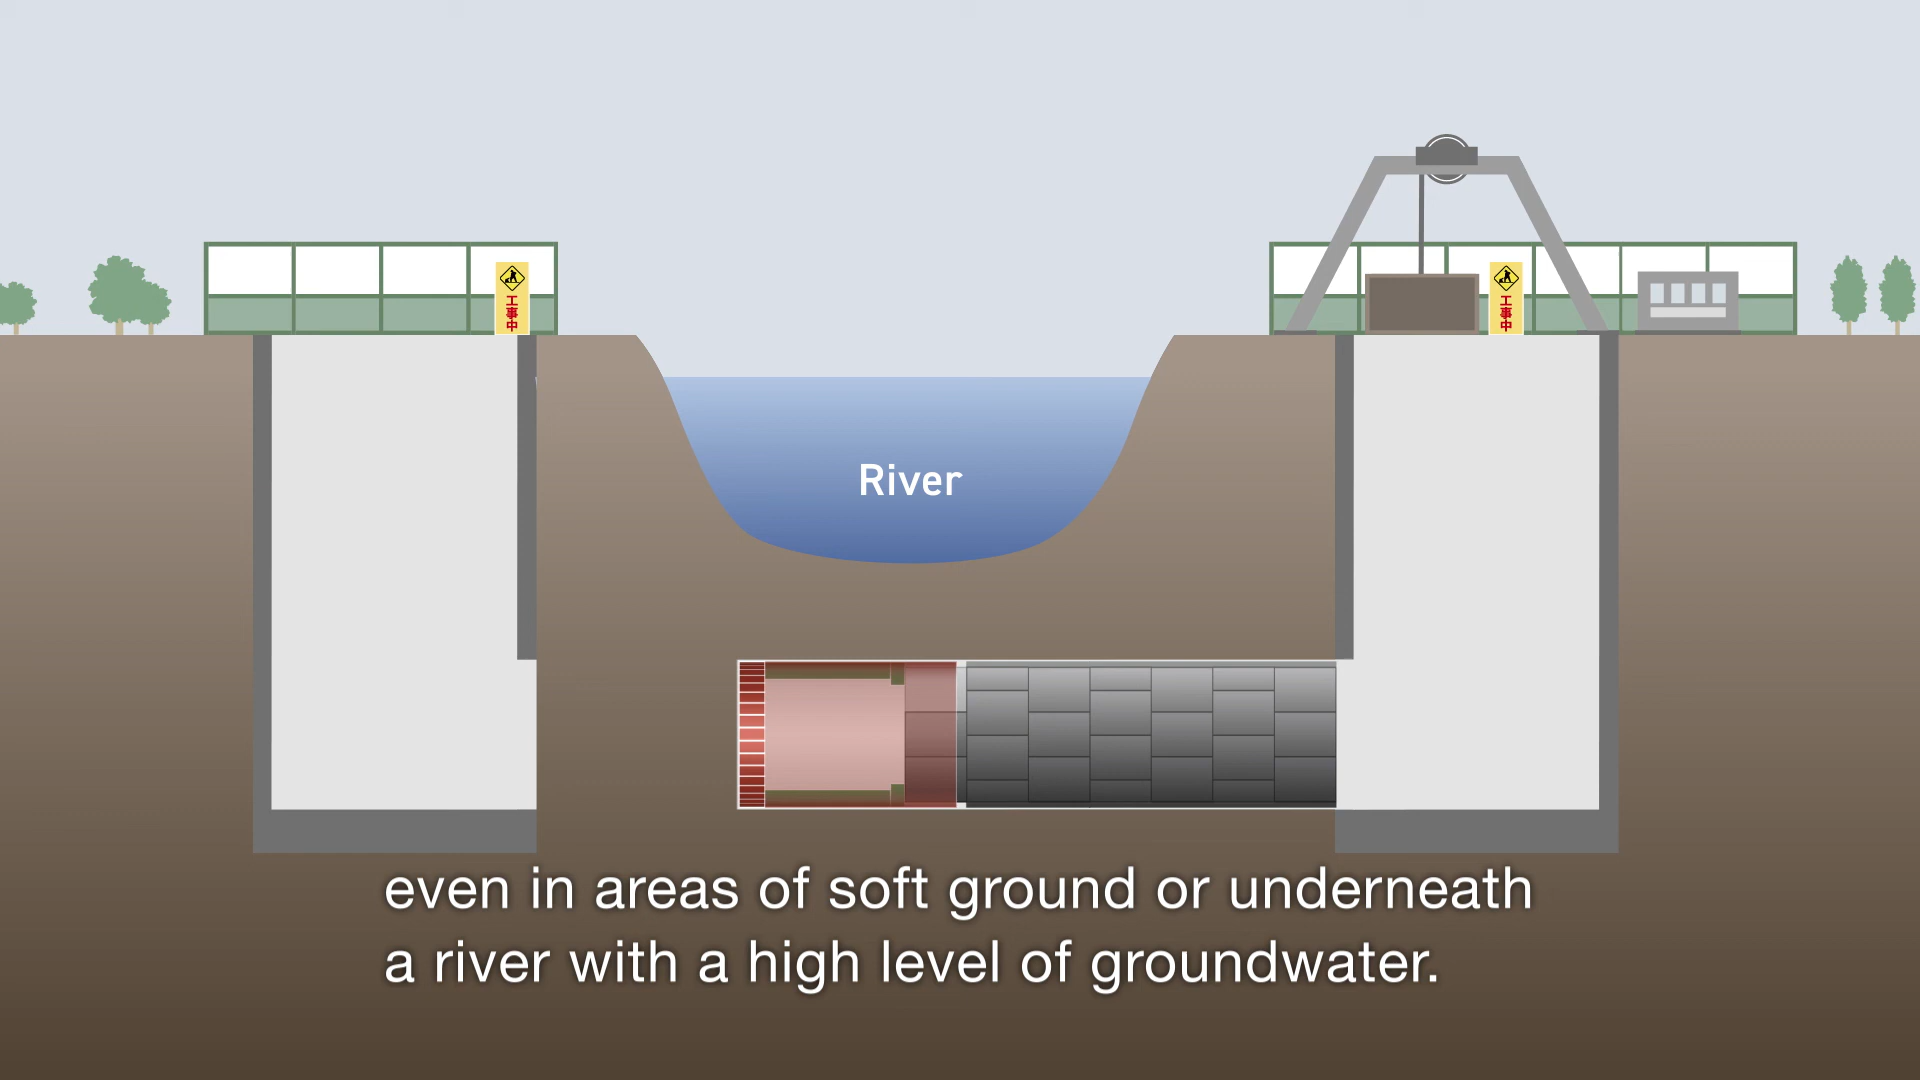 工事中
工事中
River
even in areas of soft ground or underneath
a river with a high level of groundwater.